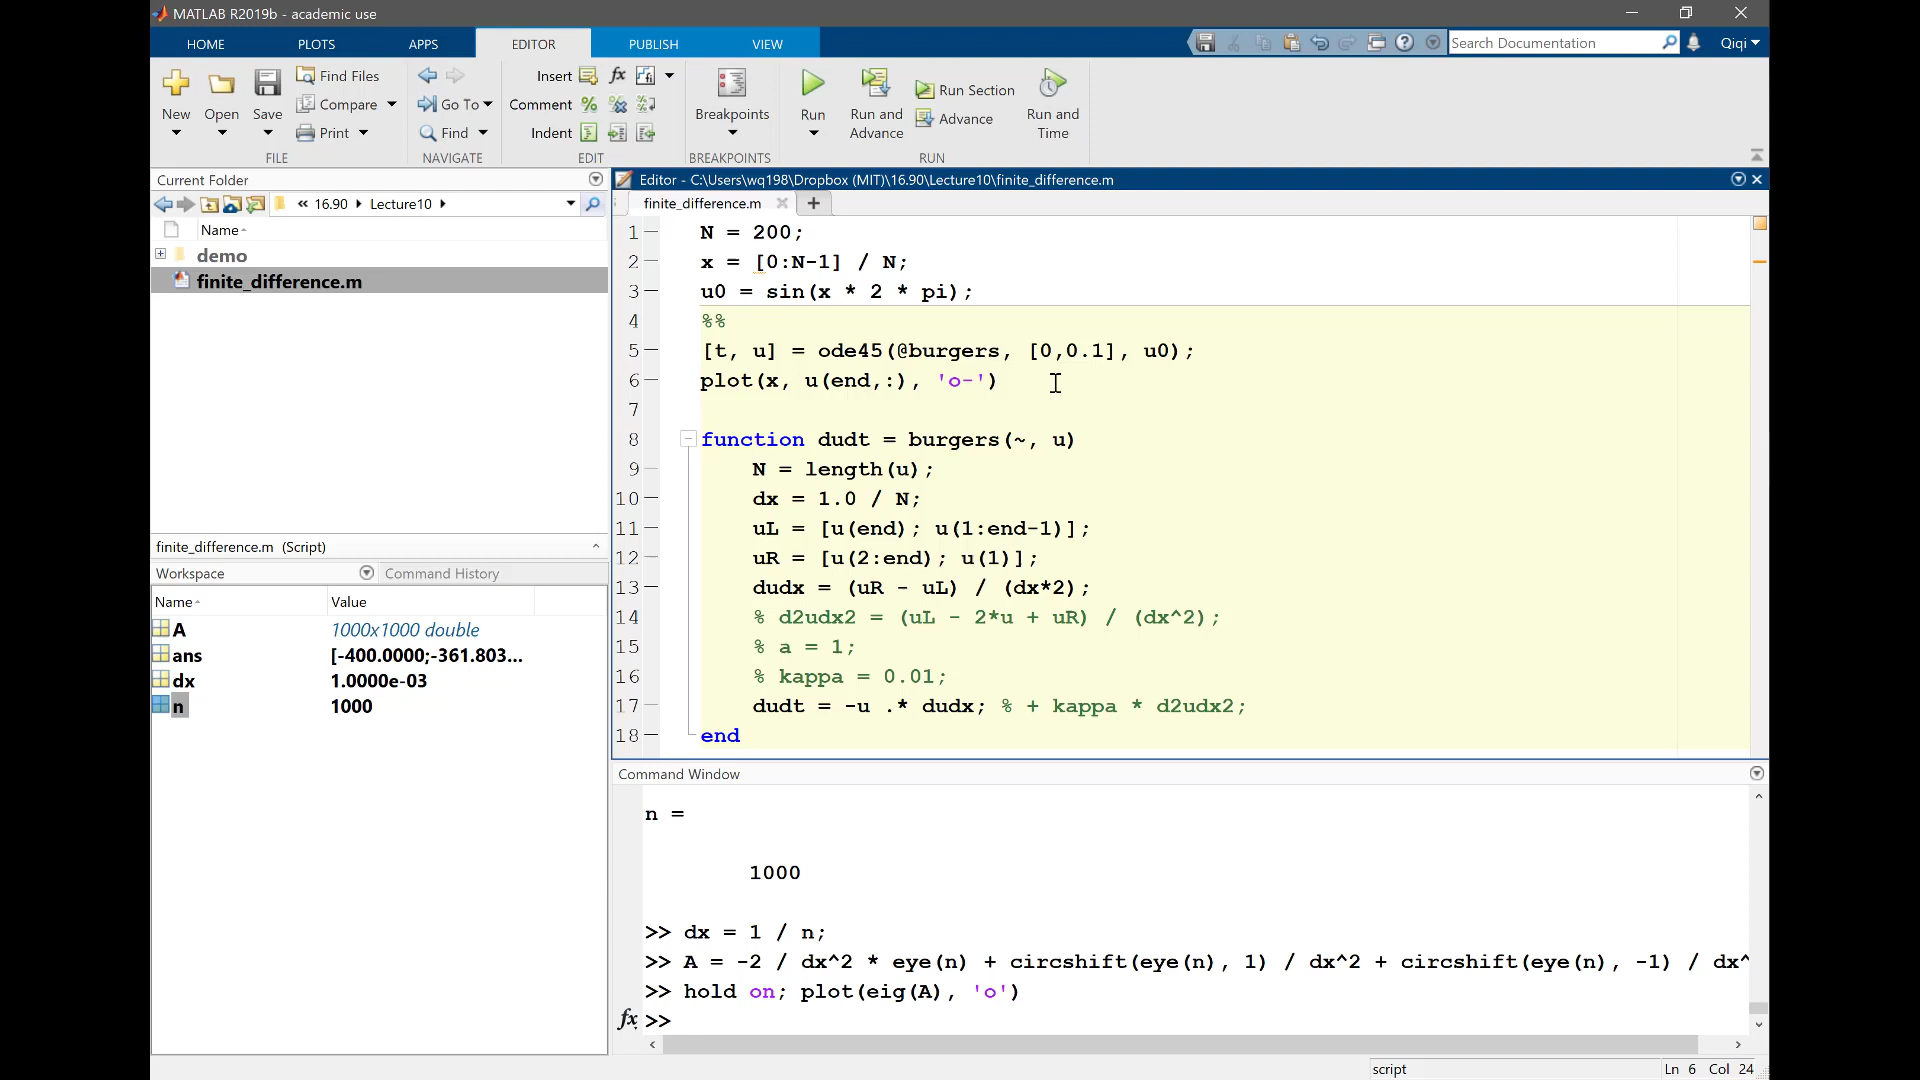 MATLAB R2019b - academic use
HOME PLOTS APPS EDITOR PUBLISH VIEW
Search Documentation
Qiqi
New
Open
Save
Find Files
Compare
Print
FILE
Go To
Find
NAVIGATE
Insert
Comment
Indent
EDIT
Breakpoints
BREAKPOINTS
Run
Run and Advance
Run Section
Advance
Run and Time
RUN
Current Folder
« 16.90 Lecture10
Name
demo
finite_difference.m
finite_difference.m (Script)
Workspace
Command History
Name Value
A 1000x1000 double
ans [-400.0000;-361.803...
dx 1.0000e-03
n 1000
Editor - C:\Users\wq198\Dropbox (MIT)\16.90\Lecture10\finite_difference.m
finite_difference.m
1 N = 200;
2 x = [0:N-1] / N;
3 u0 = sin(x * 2 * pi);
4 %%
5 [t, u] = ode45(@burgers, [0,0.1], u0);
6 plot(x, u(end,:), 'o-')
7
8 function dudt = burgers(~, u)
9 N = length(u);
10 dx = 1.0 / N;
11 uL = [u(end); u(1:end-1)];
12 uR = [u(2:end); u(1)];
13 dudx = (uR - uL) / (dx*2);
14 % d2udx2 = (uL - 2*u + uR) / (dx^2);
15 % a = 1;
16 % kappa = 0.01;
17 dudt = -u .* dudx; % + kappa * d2udx2;
18 end
Command Window
n =
1000
>> dx = 1 / n;
>> A = -2 / dx^2 * eye(n) + circshift(eye(n), 1) / dx^2 + circshift(eye(n), -1) / dx^
>> hold on; plot(eig(A), 'o')
fx >>
script
Ln 6 Col 24